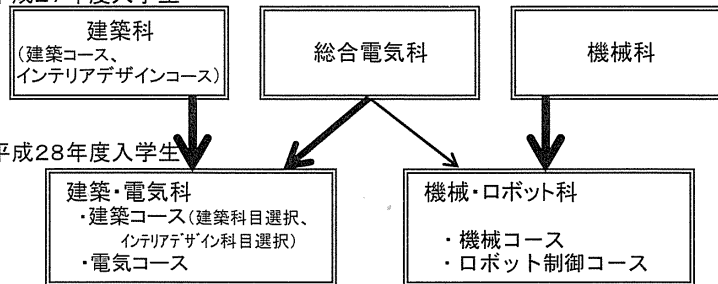 平成27年度入学生
建築科
(建築コース、
インテリアデザインコース)
総合電気科
機械科
平成28年度入学生
建築・電気科
・建築コース(建築科目選択、
インテリアデザイン科目選択)
・電気コース
機械・ロボット科
・機械コース
・ロボット制御コース